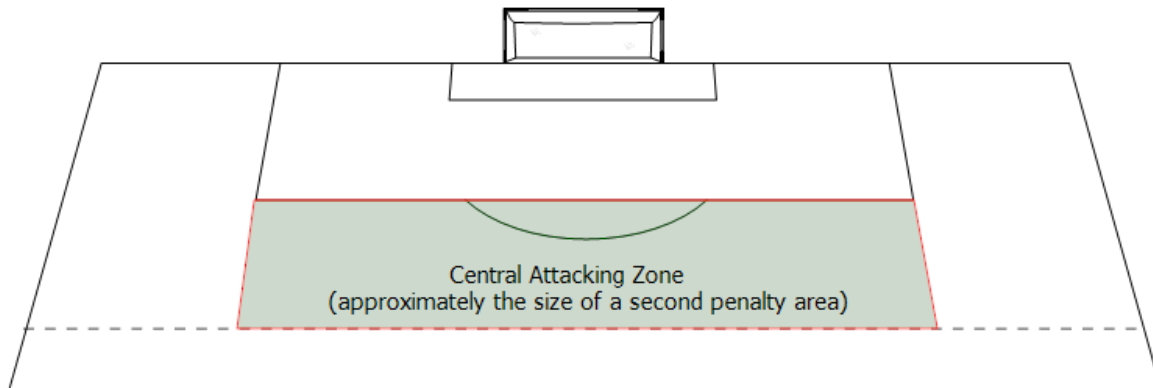 Central Attacking Zone
(approximately the size of a second penalty area)